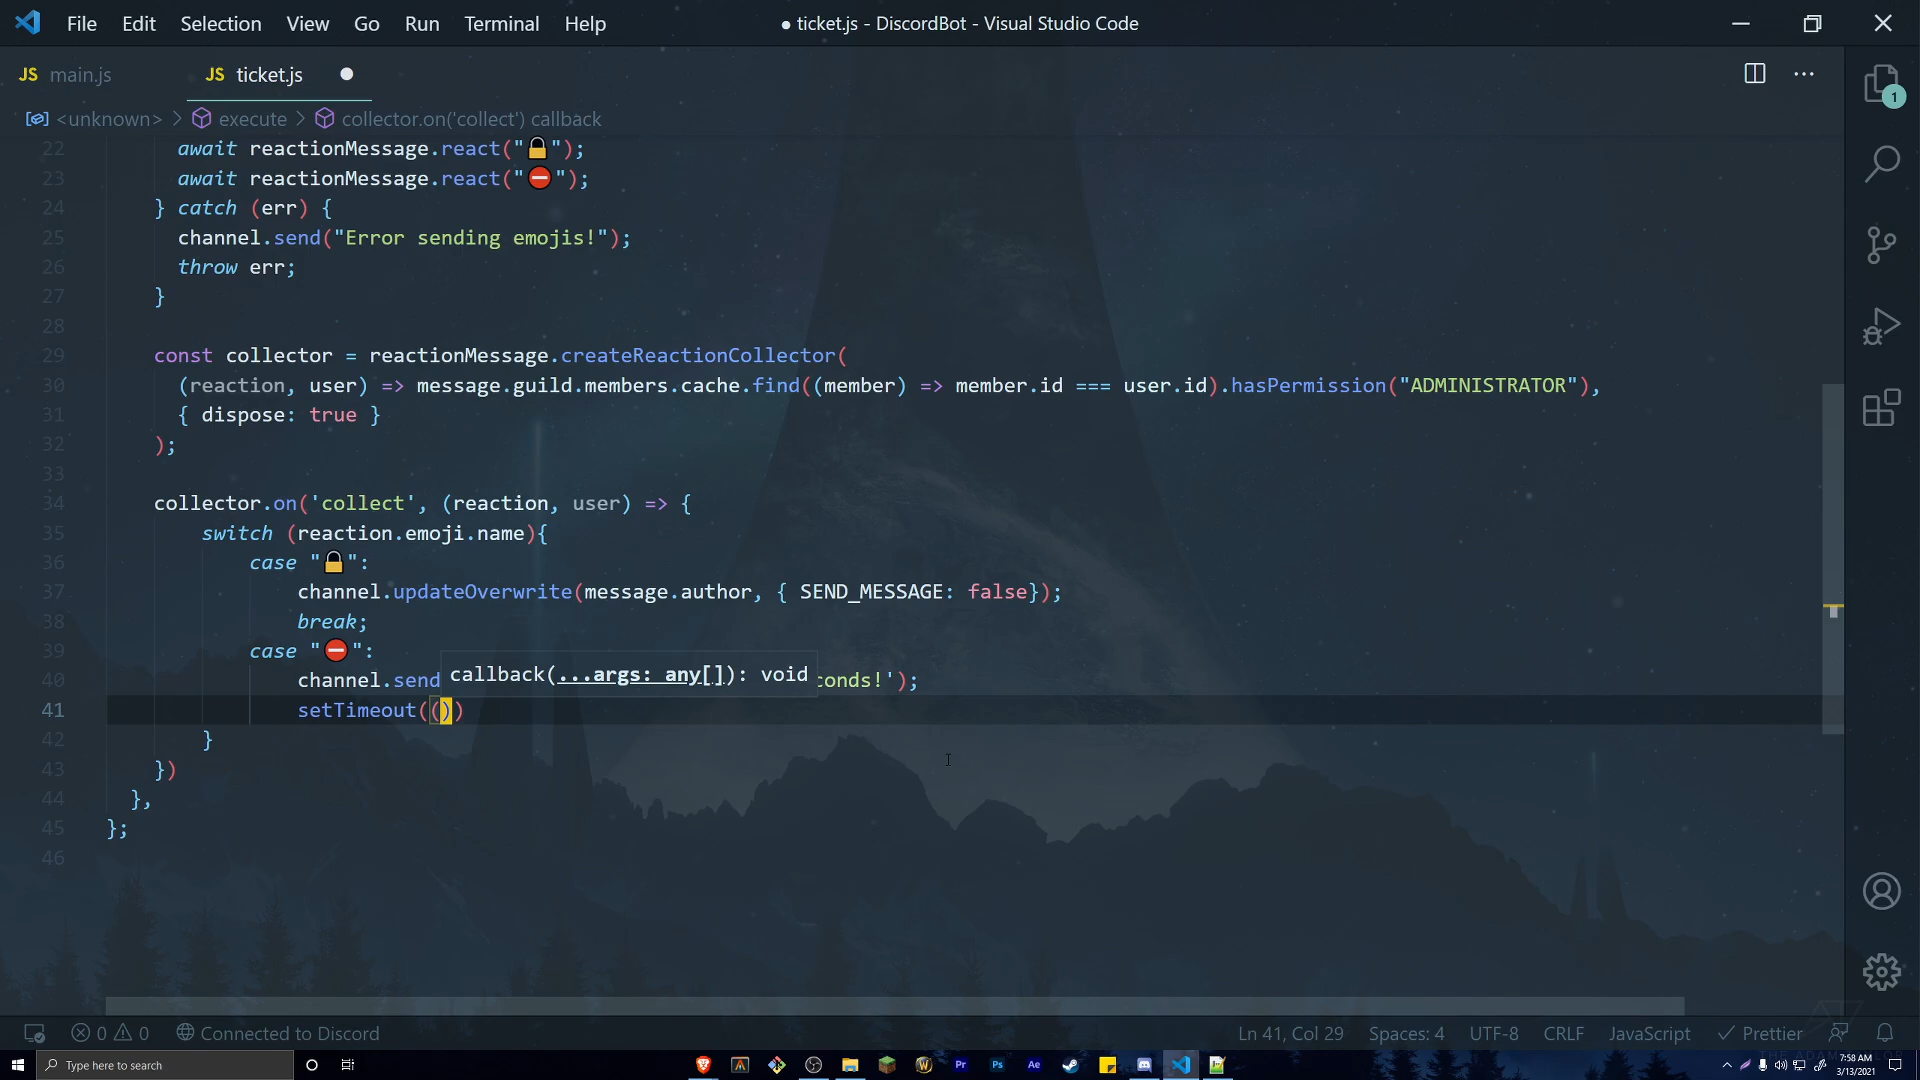 File Edit Selection View Go Run Terminal Help ● ticket.js - DiscordBot - Visual Studio Code
JS main.js JS ticket.js
<unknown> > execute > collector.on('collect') callback
22 await reactionMessage.react("🔒");
23 await reactionMessage.react("⛔");
24 } catch (err) {
25 channel.send("Error sending emojis!");
26 throw err;
27 }
28
29 const collector = reactionMessage.createReactionCollector(
30 (reaction, user) => message.guild.members.cache.find((member) => member.id === user.id).hasPermission("ADMINISTRATOR"),
31 { dispose: true }
32 );
33
34 collector.on('collect', (reaction, user) => {
35 switch (reaction.emoji.name){
36 case "🔒":
37 channel.updateOverwrite(message.author, { SEND_MESSAGE: false});
38 break;
39 case "⛔":
callback(...args: any[]): void
40 channel.send conds!');
41 setTimeout(())
42 }
43 })
44 },
45 };
46
1
0 0 Connected to Discord Ln 41, Col 29 Spaces: 4 UTF-8 CRLF JavaScript Prettier
Type here to search Pr Ps Ae 7:58 AM
3/13/2021